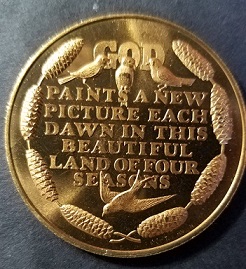 GOD
PAINTS A NEW
PICTURE EACH
DAWN IN THIS
BEAUTIFUL
LAND OF FOUR
SEASONS